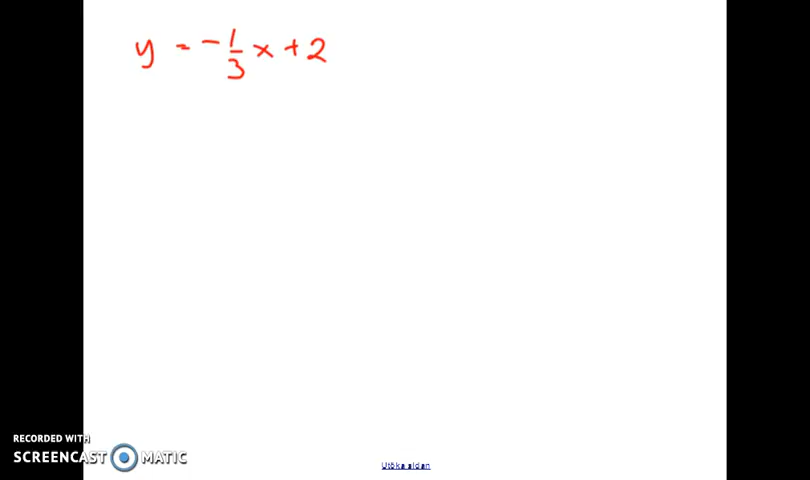 y = -1/3 x + 2
RECORDED WITH
SCREENCAST MATIC
Utöka sidan